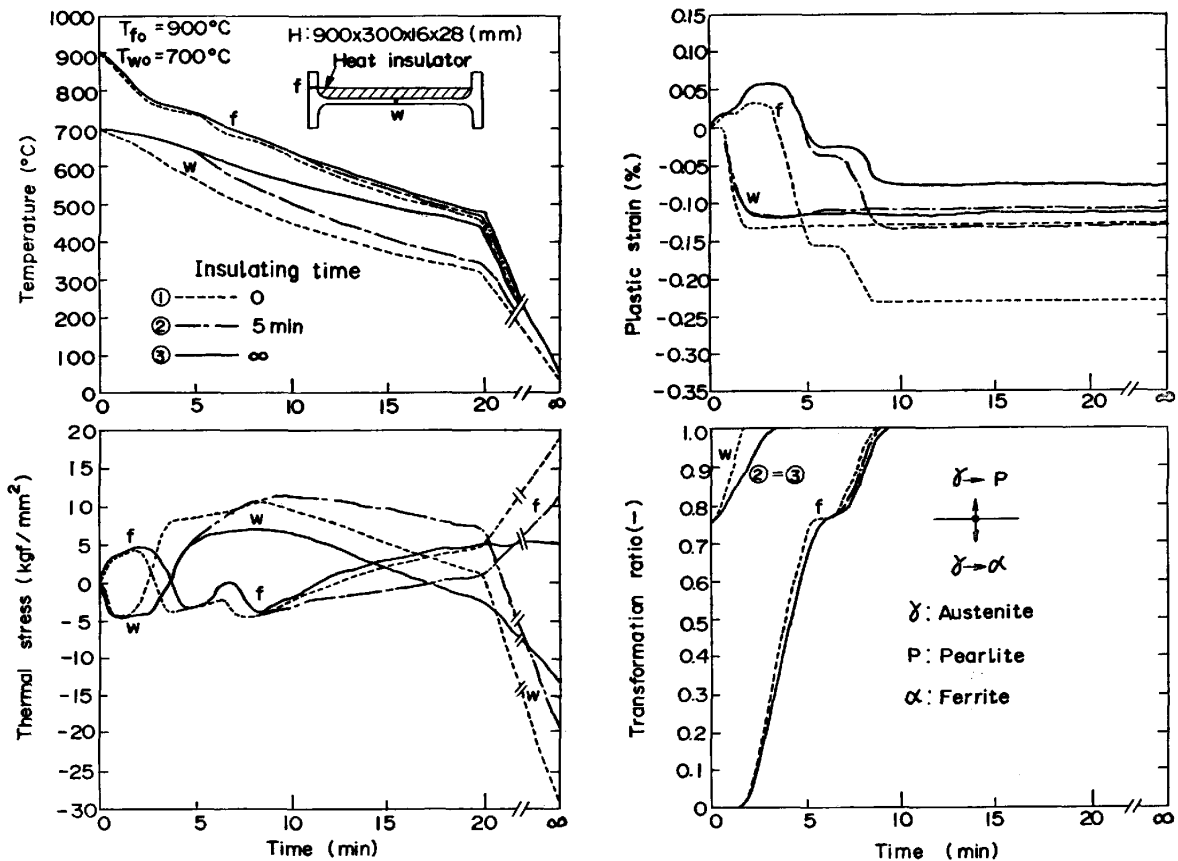 T_fo = 900°C
T_wo = 700°C
H: 900x300x16x28 (mm)
Heat insulator
f
w
f
w
Insulating time
① 0
② 5 min
③ ∞
Temperature (°C)
1000
900
800
700
600
500
400
300
200
100
0
0 5 10 15 20 ∞
Plastic strain (%.)
0.15
0.10
0.05
0
-0.05
-0.10
-0.15
-0.20
-0.25
-0.30
-0.35
f
w
0 5 10 15 20 ∞
Thermal stress (kgf/mm²)
20
15
10
5
0
-5
-10
-15
-20
-25
-30
f
w
w
f
f
w
0 5 10 15 20 ∞
Time (min)
Transformation ratio (−)
1.0
0.9
0.8
0.7
0.6
0.5
0.4
0.3
0.2
0.1
0
w
②=③
f
γ→P
γ→α
γ: Austenite
P: Pearlite
α: Ferrite
0 5 10 15 20 ∞
Time (min)